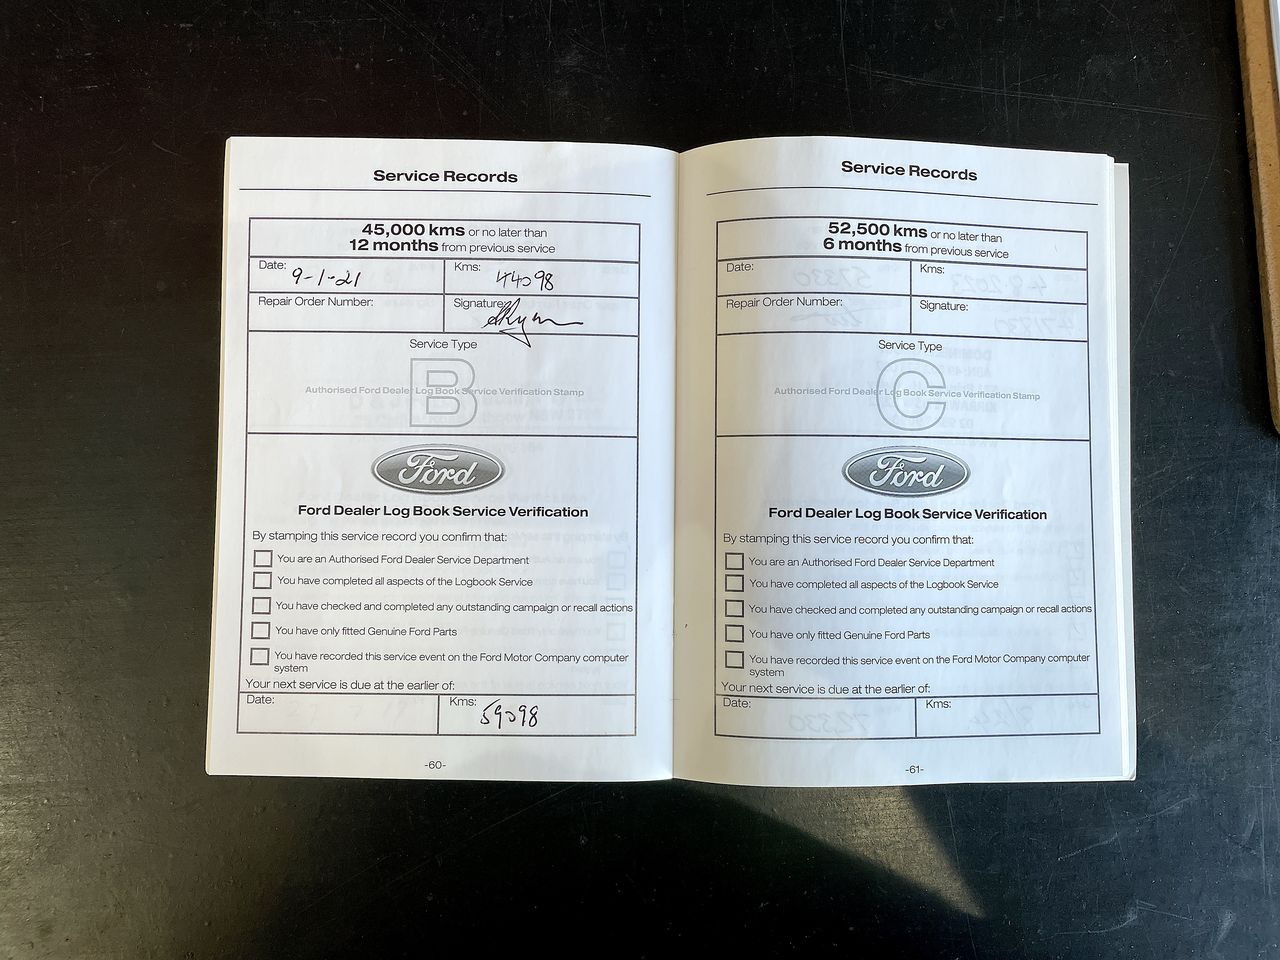 Service Records
45,000 kms or no later than
12 months from previous service
Date: 9-1-21
Kms: 44098
Repair Order Number:
Signature:
Service Type
B
Authorised Ford Dealer Log Book Service Verification Stamp
Ford
Ford Dealer Log Book Service Verification
By stamping this service record you confirm that:
You are an Authorised Ford Dealer Service Department
You have completed all aspects of the Logbook Service
You have checked and completed any outstanding campaign or recall actions
You have only fitted Genuine Ford Parts
You have recorded this service event on the Ford Motor Company computer
system
Your next service is due at the earlier of:
Date:
Kms: 59098
-60-
Service Records
52,500 kms or no later than
6 months from previous service
Date:
Kms:
Repair Order Number:
Signature:
Service Type
C
Authorised Ford Dealer Log Book Service Verification Stamp
Ford
Ford Dealer Log Book Service Verification
By stamping this service record you confirm that:
You are an Authorised Ford Dealer Service Department
You have completed all aspects of the Logbook Service
You have checked and completed any outstanding campaign or recall actions
You have only fitted Genuine Ford Parts
You have recorded this service event on the Ford Motor Company computer
system
Your next service is due at the earlier of:
Date:
Kms:
-61-